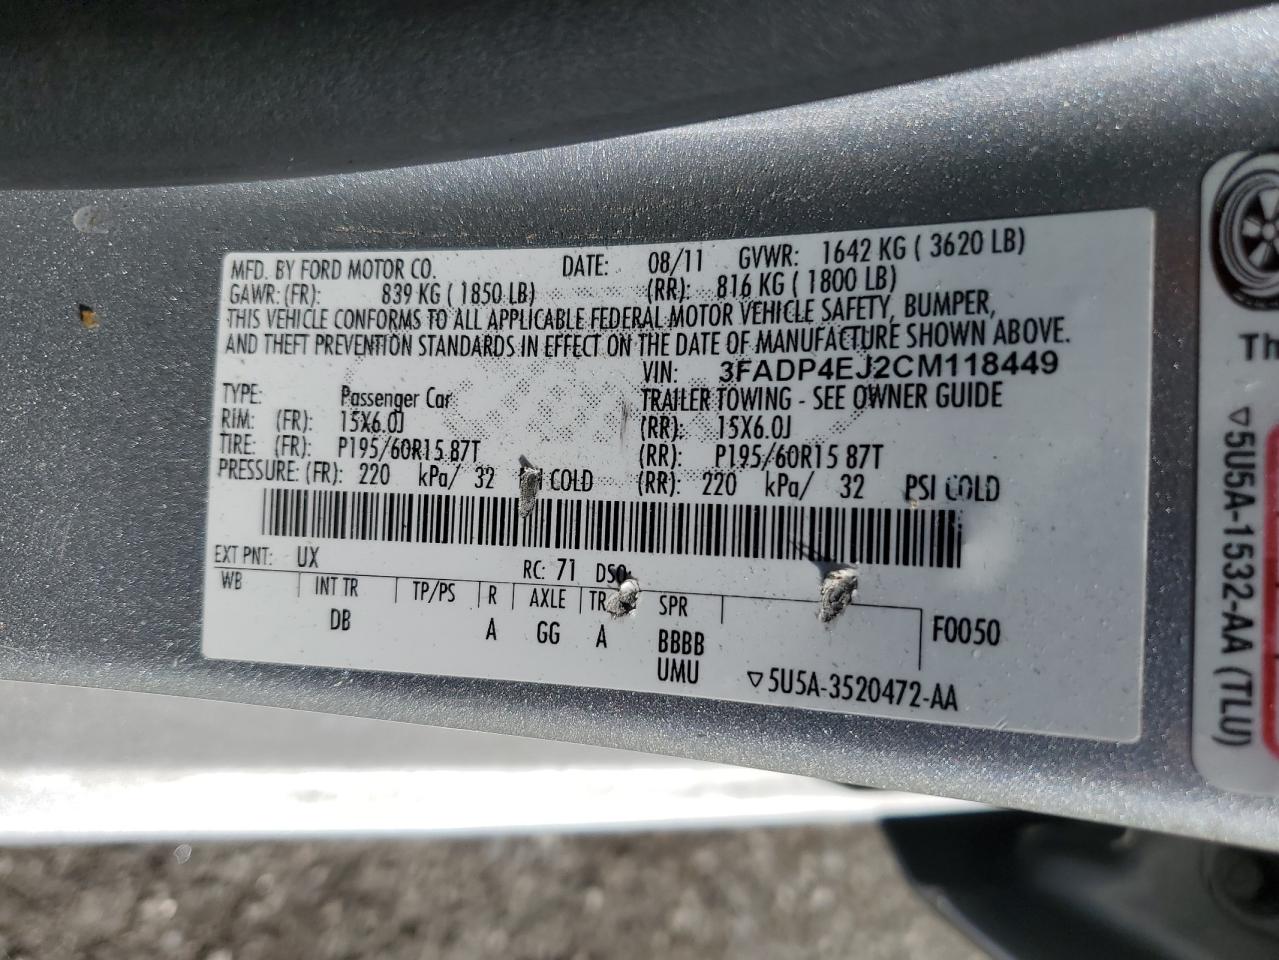 MFD. BY FORD MOTOR CO. DATE: 08/11 GVWR: 1642 KG ( 3620 LB)
GAWR: (FR): 839 KG ( 1850 LB) (RR): 816 KG ( 1800 LB)
THIS VEHICLE CONFORMS TO ALL APPLICABLE FEDERAL MOTOR VEHICLE SAFETY, BUMPER,
AND THEFT PREVENTION STANDARDS IN EFFECT ON THE DATE OF MANUFACTURE SHOWN ABOVE.
VIN: 3FADP4EJ2CM118449
TYPE: Passenger Car TRAILER TOWING - SEE OWNER GUIDE
RIM: (FR): 15X6.0J (RR): 15X6.0J
TIRE: (FR): P195/60R15 87T (RR): P195/60R15 87T
PRESSURE: (FR): 220 kPa/ 32 COLD (RR): 220 kPa/ 32 PSI COLD
EXT PNT: UX RC: 71 DSO:
WB INT TR TP/PS R AXLE TR SPR
DB A GG A BBBB F0050
UMU ▽5U5A-3520472-AA
▽5U5A-1532-AA (TLU)